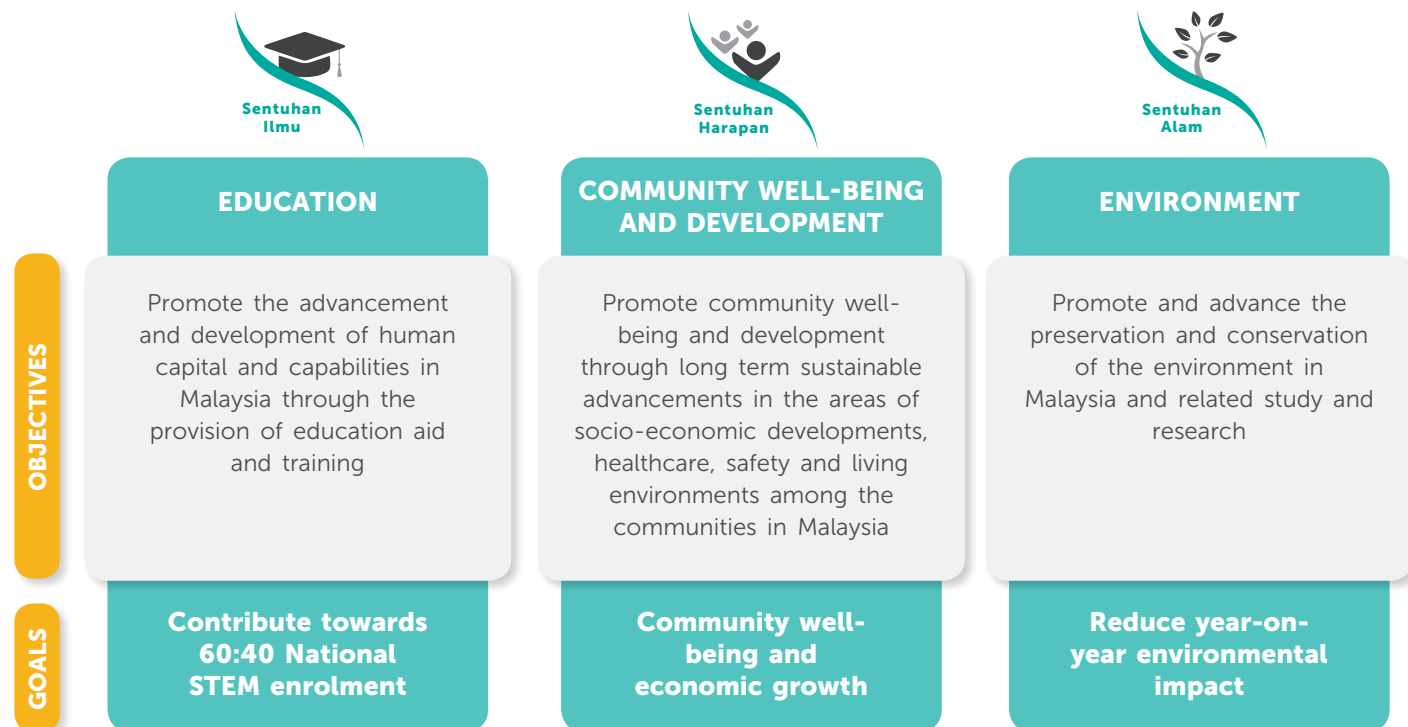 Sentuhan
Ilmu
Sentuhan
Harapan
Sentuhan
Alam
EDUCATION
COMMUNITY WELL-BEING
AND DEVELOPMENT
ENVIRONMENT
OBJECTIVES
Promote the advancement
and development of human
capital and capabilities in
Malaysia through the
provision of education aid
and training
Promote community well-
being and development
through long term sustainable
advancements in the areas of
socio-economic developments,
healthcare, safety and living
environments among the
communities in Malaysia
Promote and advance the
preservation and conservation
of the environment in
Malaysia and related study and
research
GOALS
Contribute towards
60:40 National
STEM enrolment
Community well-
being and
economic growth
Reduce year-on-
year environmental
impact